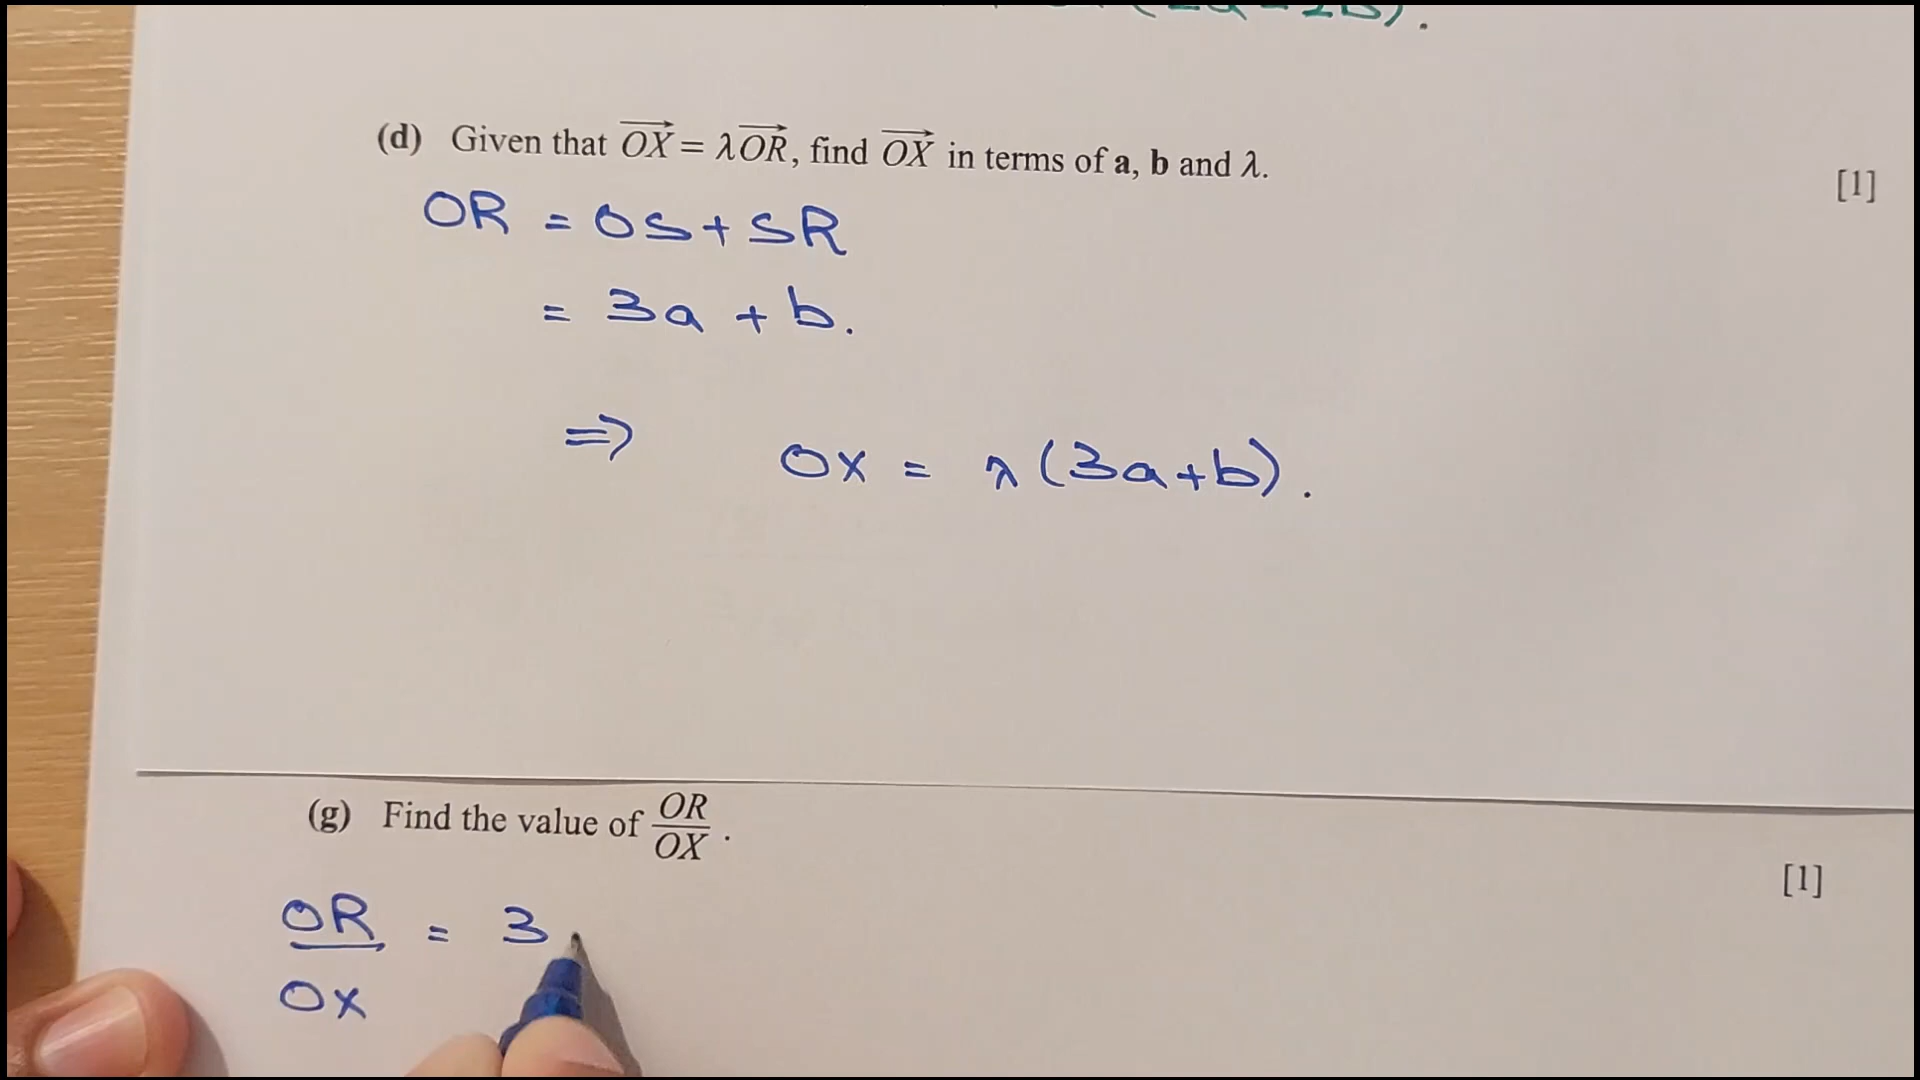 (d) Given that OX = λOR, find OX in terms of a, b and λ.
[1]
OR = OS + SR
= 3a + b.
⇒ OX = λ(3a+b).
(g) Find the value of OR/OX.
[1]
OR/OX = 3